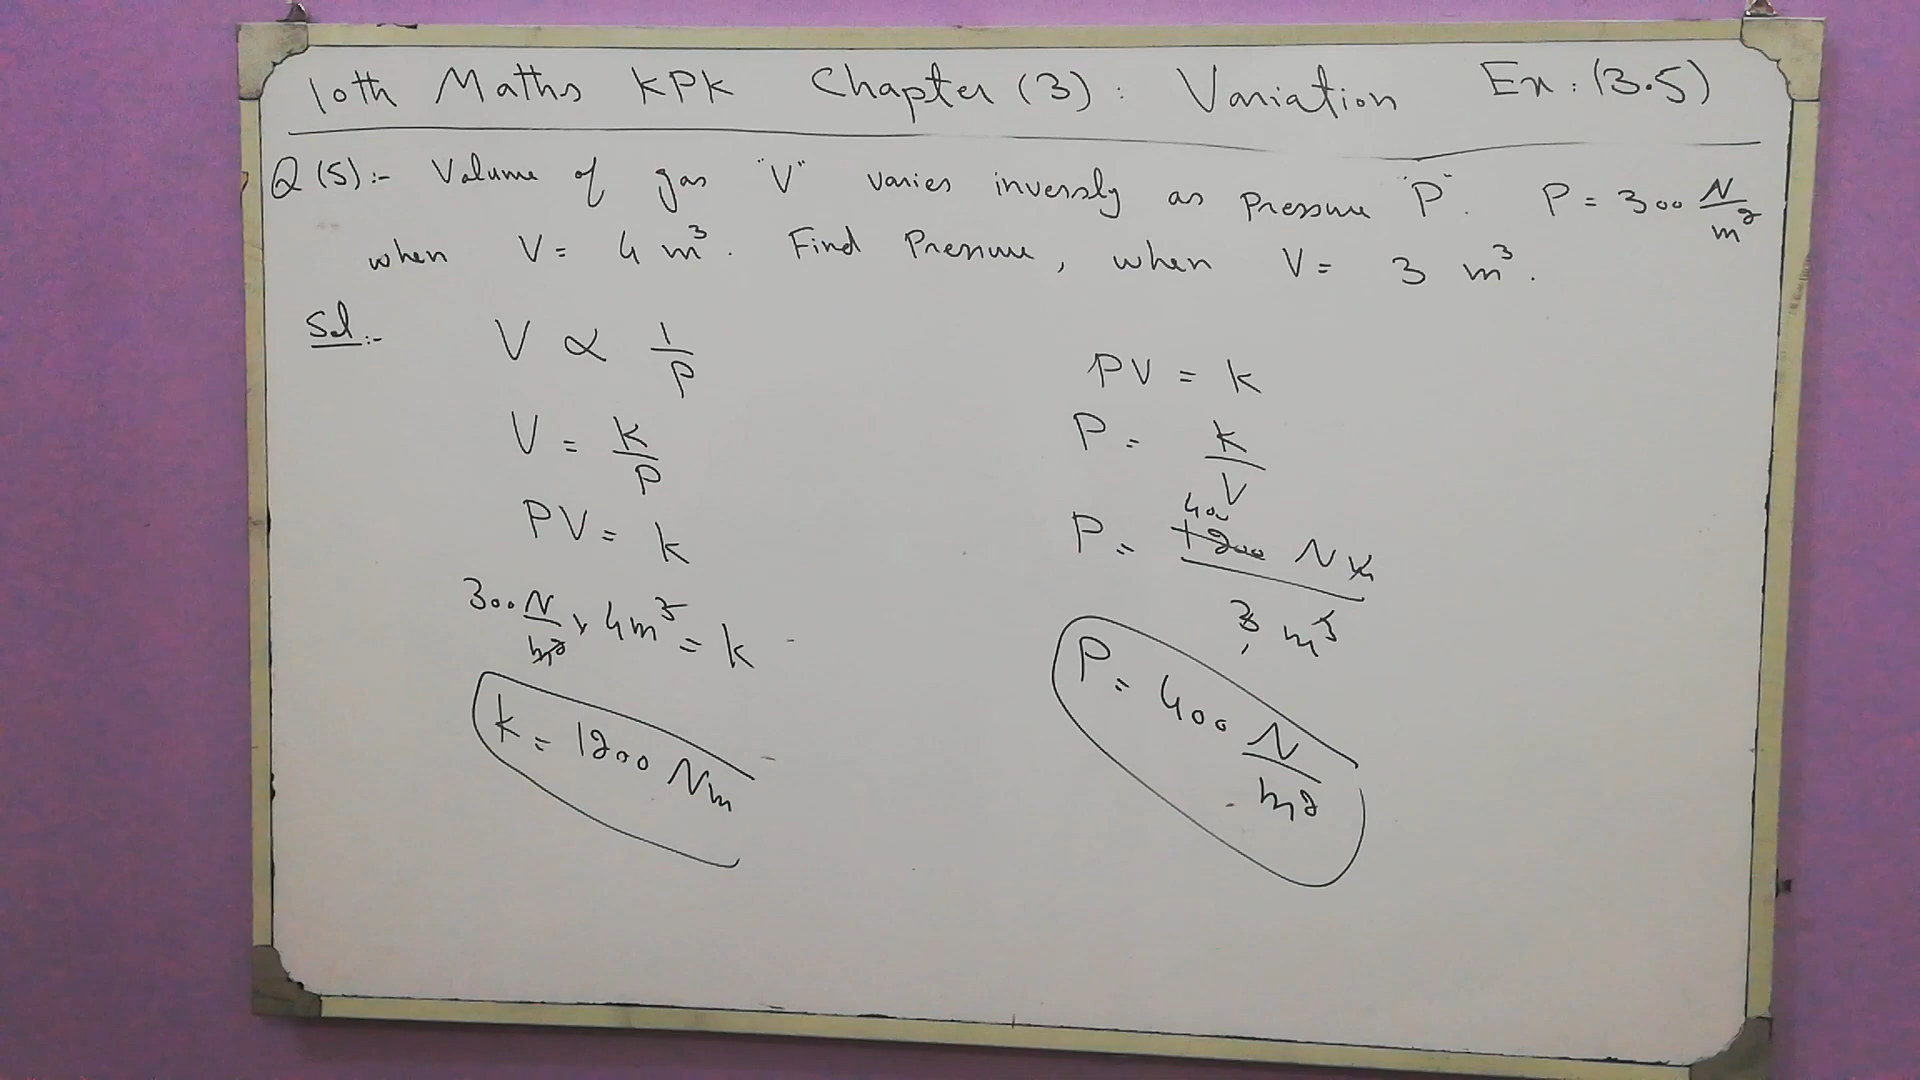 10th Maths KPK Chapter (3): Variation Ex: (3.5)
Q(5):- Volume of gas "V" varies inversly as Pressure "P". P = 300 N/m²
when V = 4 m³. Find Pressure, when V = 3 m³.
Sol:-
V ∝ 1/P
V = k/P
PV = k
300 N/m² × 4m³ = k
k = 1200 Nm
PV = k
P = k/V
400
P = 1200 Nm / 3 m³
P = 400 N/m²